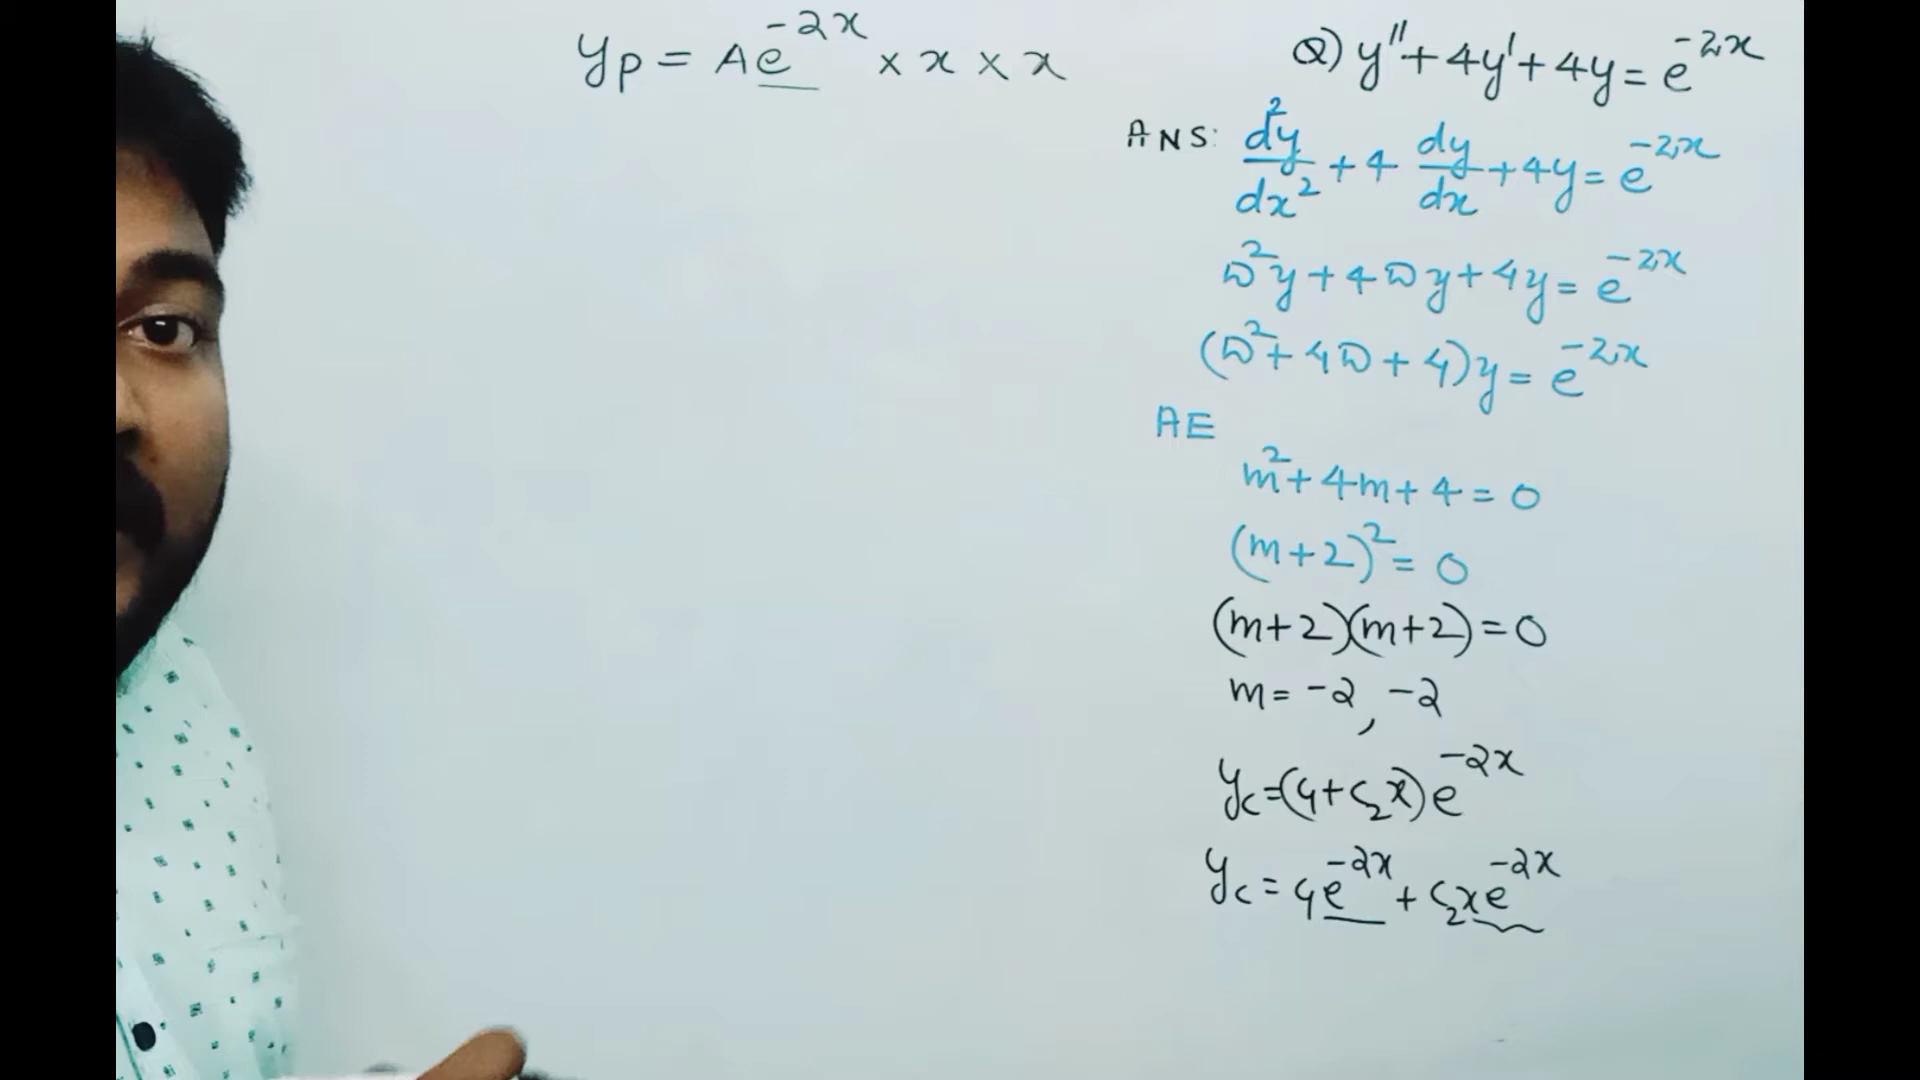 yp = Ae^-2x × x × x
Q) y'' + 4y' + 4y = e^-2x
ANS: d²y/dx² + 4 dy/dx + 4y = e^-2x
D²y + 4Dy + 4y = e^-2x
(D² + 4D + 4)y = e^-2x
AE
m² + 4m + 4 = 0
(m+2)² = 0
(m+2)(m+2) = 0
m = -2, -2
yc = (c₁ + c₂x)e^-2x
yc = c₁e^-2x + c₂xe^-2x